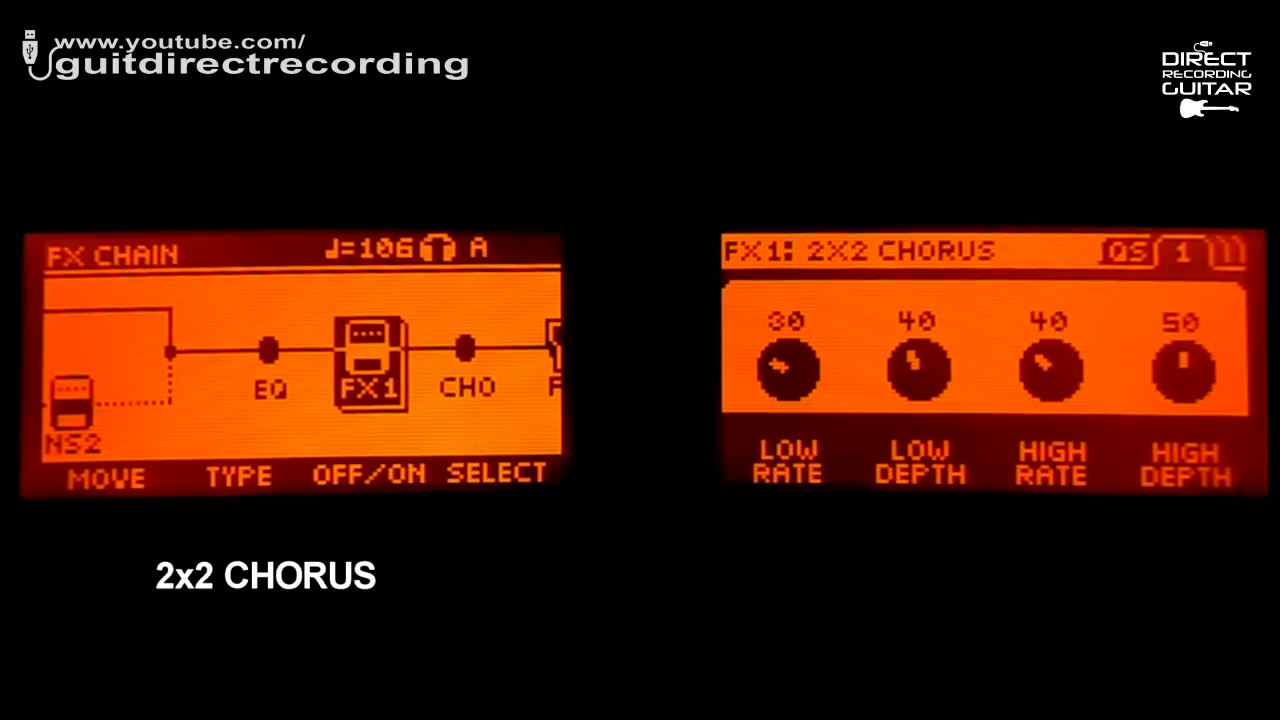 www.youtube.com/
guitdirectrecording
DIRECT
RECORDING
GUITAR
FX CHAIN ♩=106 A
EQ FX1 CHO F
NS2
MOVE TYPE OFF/ON SELECT
FX1: 2X2 CHORUS QS 1
30 40 40 50
LOW RATE LOW DEPTH HIGH RATE HIGH DEPTH
2x2 CHORUS